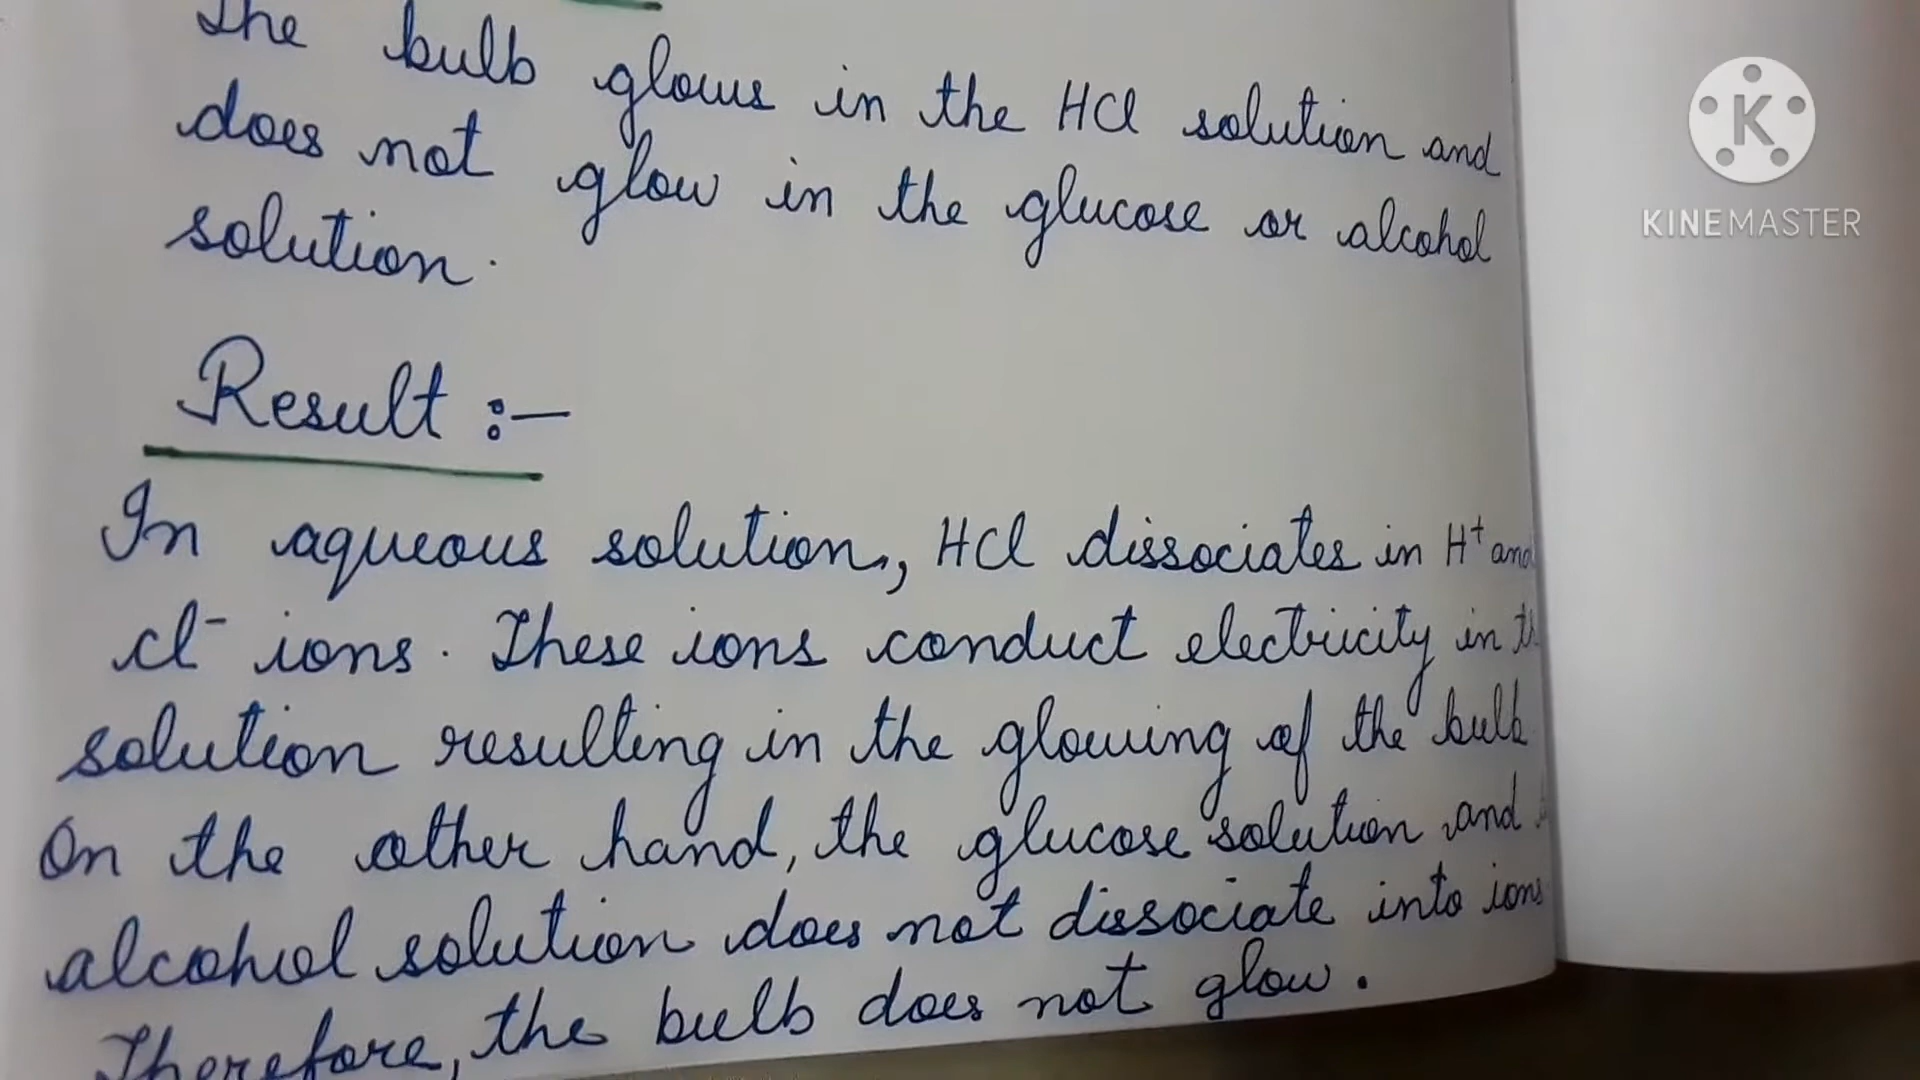 The bulb glows in the HCl solution and
does not glow in the glucose or alcohol
solution.
Result :-
In aqueous solution, HCl dissociates in H⁺ and
Cl⁻ ions. These ions conduct electricity in
solution resulting in the glowing of the bulb
On the other hand, the glucose solution and
alcohol solution does not dissociate into ions
Therefore, the bulb does not glow.
K
KINEMASTER